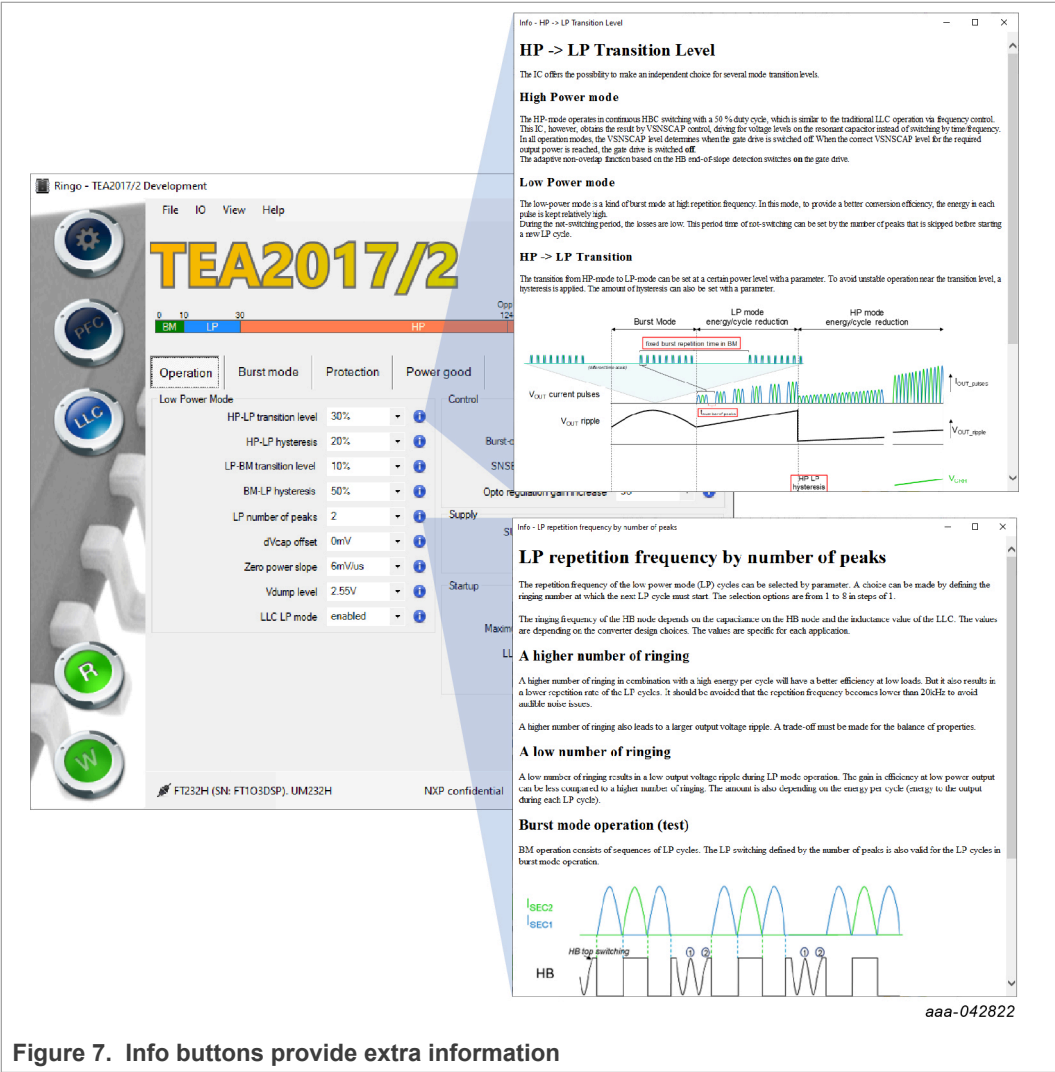 Info - HP -> LP Transition Level
HP -> LP Transition Level
The IC offers the possibility to make an independent choice for several mode transition levels.
High Power mode
The HP-mode operates in continuous HBC switching with a 50 % duty cycle, which is similar to the traditional LLC operation via frequency control.
This IC, however, obtains the result by VSNSCAP control, driving for voltage levels on the resonant capacitor instead of switching by time/frequency.
In all operation modes, the VSNSCAP level determines when the gate drive is switched off. When the correct VSNSCAP level for the required
output power is reached, the gate drive is switched off.
The adaptive non-overlap function based on the HB end-of-slope detection switches on the gate drive.
Low Power mode
The low-power mode is a kind of burst mode at high repetition frequency. In this mode, to provide a better conversion efficiency, the energy in each
pulse is kept relatively high.
During the not-switching period, the losses are low. This period time of not-switching can be set by the number of peaks that is skipped before starting
a new LP cycle.
HP -> LP Transition
The transition from HP-mode to LP-mode can be set at a certain power level with a parameter. To avoid unstable operation near the transition level, a
hysteresis is applied. The amount of hysteresis can also be set with a parameter.
Burst Mode
LP mode
energy/cycle reduction
HP mode
energy/cycle reduction
fixed burst repetition time in BM
VOUT current pulses
IOUT_pulses
VOUT ripple
VOUT_ripple
HP LP
hysteresis
Ringo - TEA2017/2 Development
File IO View Help
TEA2017/2
0 10 30 Opp
124
BM LP HP
Operation Burst mode Protection Power good
Low Power Mode
HP-LP transition level 30%
HP-LP hysteresis 20%
LP-BM transition level 10%
BM-LP hysteresis 50%
LP number of peaks 2
dVcap offset 0mV
Zero power slope 6mV/us
Vdump level 2.55V
LLC LP mode enabled
Control
Burst-c
SNSE
Opto regulation gain increase
Supply
SU
Startup
Maximu
LL
PFC
LLC
R
W
FT232H (SN: FT1O3DSP). UM232H NXP confidential
Info - LP repetition frequency by number of peaks
LP repetition frequency by number of peaks
The repetition frequency of the low power mode (LP) cycles can be selected by parameter. A choice can be made by defining the
ringing number at which the next LP cycle must start. The selection options are from 1 to 8 in steps of 1.
The ringing frequency of the HB node depends on the capacitance on the HB node and the inductance value of the LLC. The values
are depending on the converter design choices. The values are specific for each application.
A higher number of ringing
A higher number of ringing in combination with a high energy per cycle will have a better efficiency at low loads. But it also results in
a lower repetition rate of the LP cycles. It should be avoided that the repetition frequency becomes lower than 20kHz to avoid
audible noise issues.
A higher number of ringing also leads to a larger output voltage ripple. A trade-off must be made for the balance of properties.
A low number of ringing
A low number of ringing results in a low output voltage ripple during LP mode operation. The gain in efficiency at low power output
can be less compared to a higher number of ringing. The amount is also depending on the energy per cycle (energy to the output
during each LP cycle).
Burst mode operation (test)
BM operation consists of sequences of LP cycles. The LP switching defined by the number of peaks is also valid for the LP cycles in
burst mode operation.
ISEC2
ISEC1
HB top switching
1 2 1 2
HB
aaa-042822
Figure 7. Info buttons provide extra information